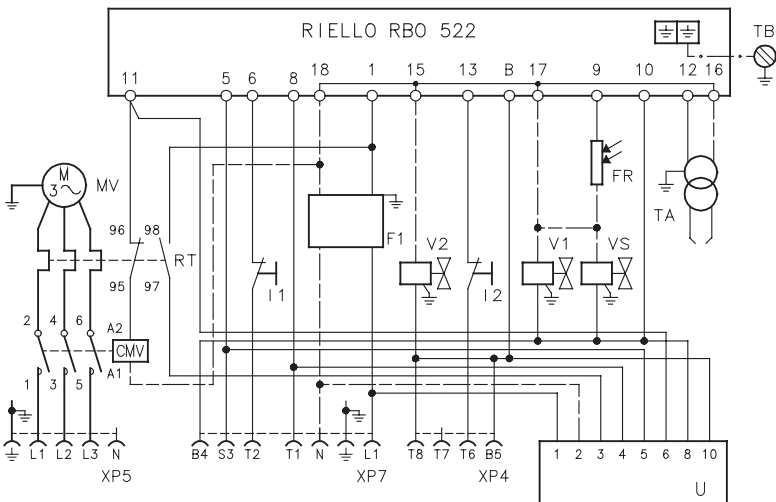 RIELLO RBO 522
TB
11 5 6 8 18 1 15 13 B 17 9 10 12 16
M
3~
MV
FR
TA
96 98
RT
F1
V2
V1
VS
95 97
I1
I2
2 4 6 A2
CMV
1 3 5 A1
L1 L2 L3 N
B4 S3 T2 T1 N L1 T8 T7 T6 B5
1 2 3 4 5 6 8 10
XP5
XP7
XP4
U